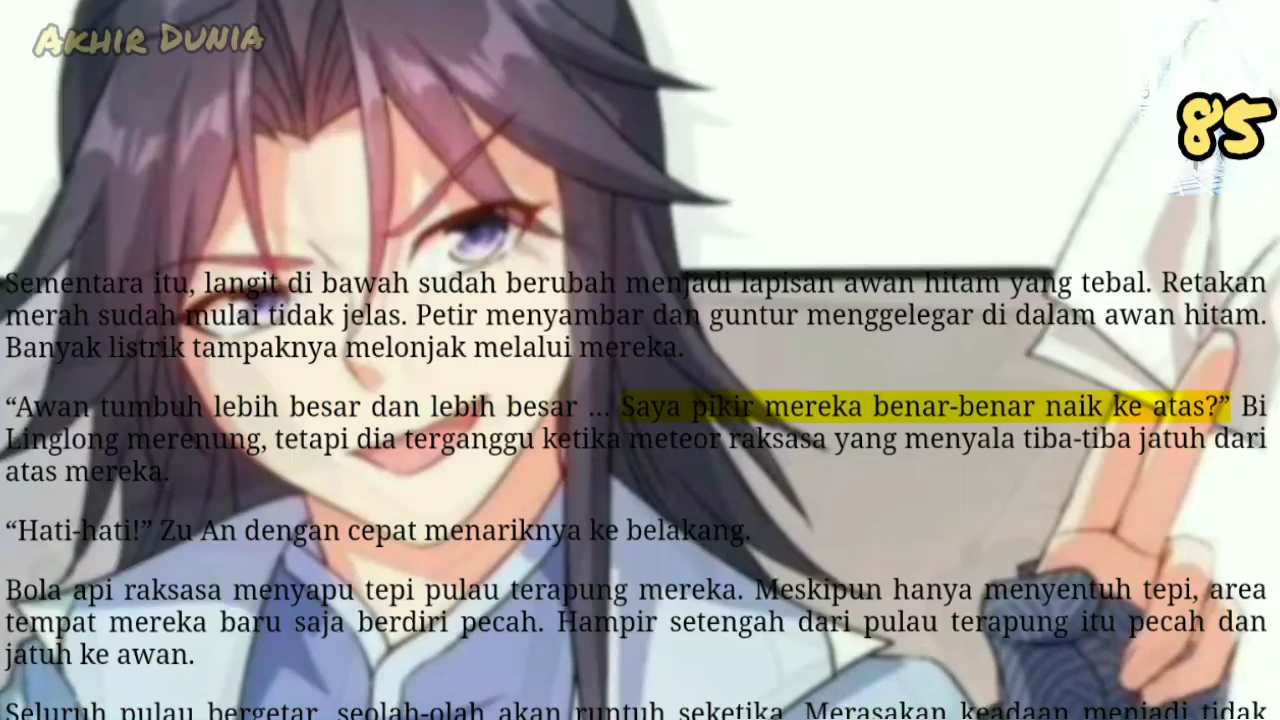 Akhir Dunia
85
Sementara itu, langit di bawah sudah berubah menjadi lapisan awan hitam yang tebal. Retakan
merah sudah mulai tidak jelas. Petir menyambar dan guntur menggelegar di dalam awan hitam.
Banyak listrik tampaknya melonjak melalui mereka.
“Awan tumbuh lebih besar dan lebih besar ... Saya pikir mereka benar-benar naik ke atas?” Bi
Linglong merenung, tetapi dia terganggu ketika meteor raksasa yang menyala tiba-tiba jatuh dari
atas mereka.
“Hati-hati!” Zu An dengan cepat menariknya ke belakang.
Bola api raksasa menyapu tepi pulau terapung mereka. Meskipun hanya menyentuh tepi, area
tempat mereka baru saja berdiri pecah. Hampir setengah dari pulau terapung itu pecah dan
jatuh ke awan.
Seluruh pulau bergetar, seolah-olah akan runtuh seketika. Merasakan keadaan menjadi tidak